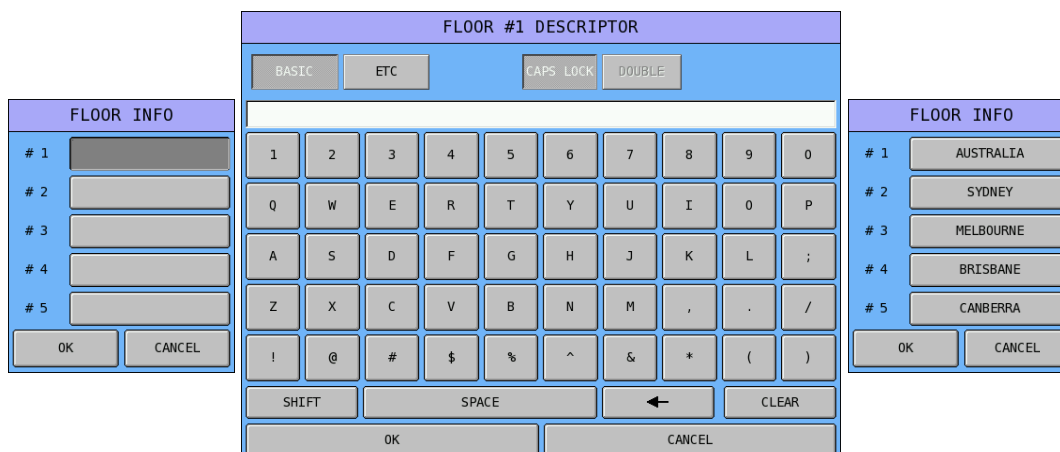 FLOOR INFO
# 1
# 2
# 3
# 4
# 5
OK CANCEL
FLOOR #1 DESCRIPTOR
BASIC ETC CAPS LOCK DOUBLE
1 2 3 4 5 6 7 8 9 0
Q W E R T Y U I O P
A S D F G H J K L ;
Z X C V B N M , . /
! @ # $ % ^ & * ( )
SHIFT SPACE ← CLEAR
OK CANCEL
FLOOR INFO
# 1 AUSTRALIA
# 2 SYDNEY
# 3 MELBOURNE
# 4 BRISBANE
# 5 CANBERRA
OK CANCEL